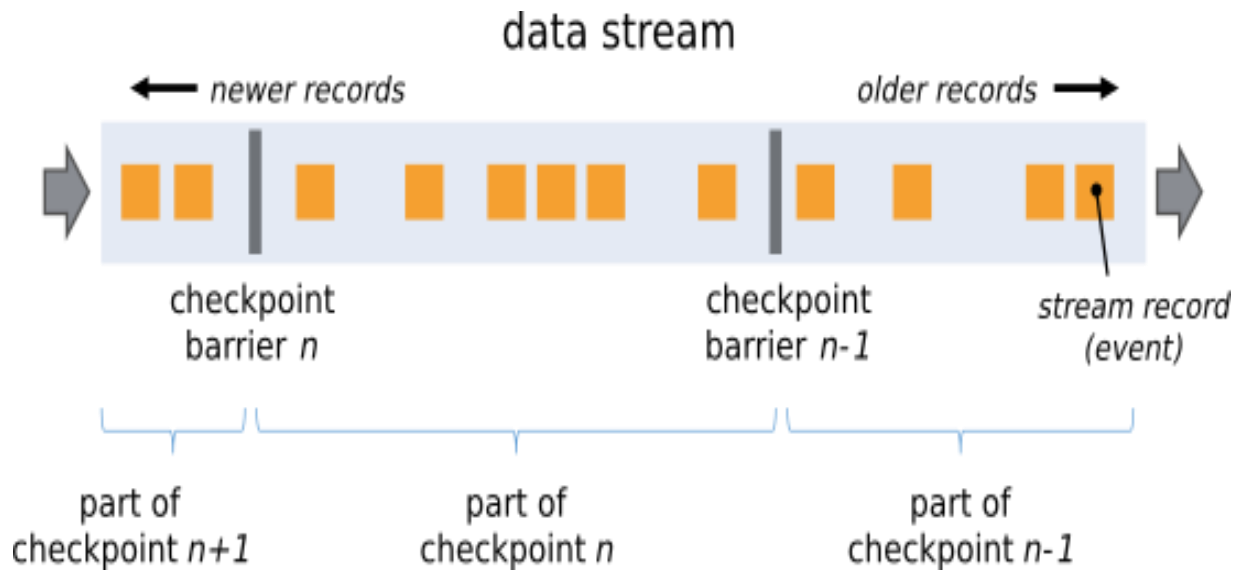 data stream
newer records
older records
checkpoint
barrier n
checkpoint
barrier n-1
stream record
(event)
part of
checkpoint n+1
part of
checkpoint n
part of
checkpoint n-1